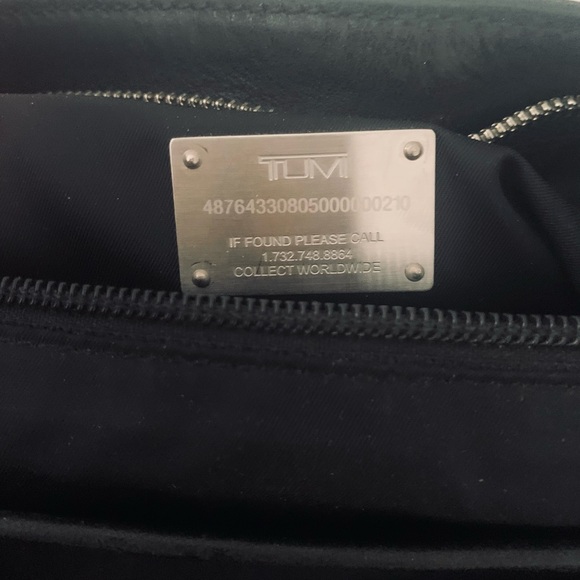 TUMI
48764330805000000210
IF FOUND PLEASE CALL
1.732.748.8864
COLLECT WORLDWIDE